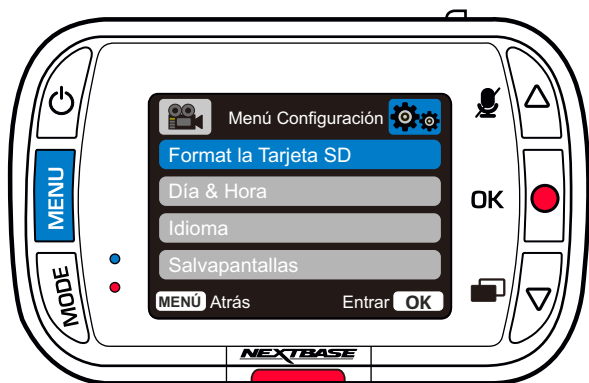 Menú Configuración
Format la Tarjeta SD
MENU
Día & Hora
OK
Idioma
MODE
Salvapantallas
MENÚ Atrás Entrar OK
NEXTBASE